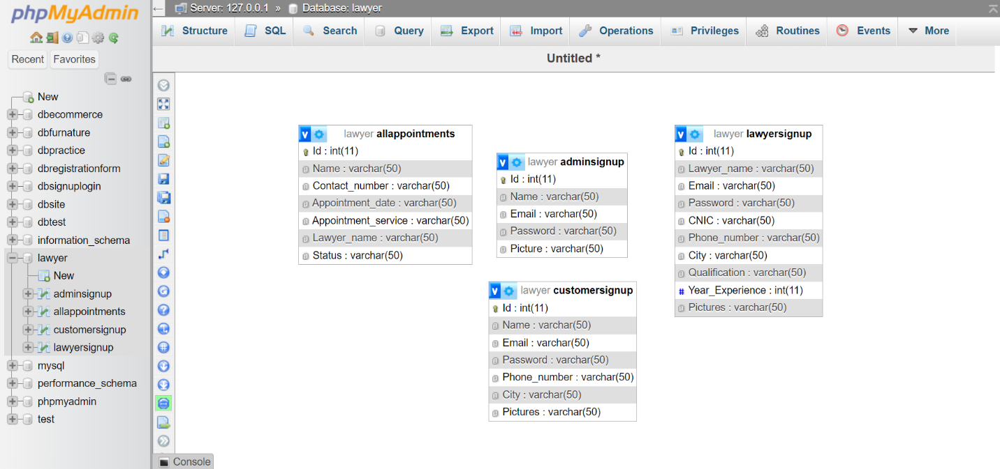 phpMyAdmin
Recent Favorites
New
dbecommerce
dbfurnature
dbpractice
dbregistrationform
dbsignuplogin
dbsite
dbtest
information_schema
lawyer
New
adminsignup
allappointments
customersignup
lawyersignup
mysql
performance_schema
phpmyadmin
test
Server: 127.0.0.1 » Database: lawyer
Structure SQL Search Query Export Import Operations Privileges Routines Events More
Untitled *
v lawyer allappointments
Id : int(11)
Name : varchar(50)
Contact_number : varchar(50)
Appointment_date : varchar(50)
Appointment_service : varchar(50)
Lawyer_name : varchar(50)
Status : varchar(50)
v lawyer adminsignup
Id : int(11)
Name : varchar(50)
Email : varchar(50)
Password : varchar(50)
Picture : varchar(50)
v lawyer customersignup
Id : int(11)
Name : varchar(50)
Email : varchar(50)
Password : varchar(50)
Phone_number : varchar(50)
City : varchar(50)
Pictures : varchar(50)
v lawyer lawyersignup
Id : int(11)
Lawyer_name : varchar(50)
Email : varchar(50)
Password : varchar(50)
CNIC : varchar(50)
Phone_number : varchar(50)
City : varchar(50)
Qualification : varchar(50)
# Year_Experience : int(11)
Pictures : varchar(50)
Console